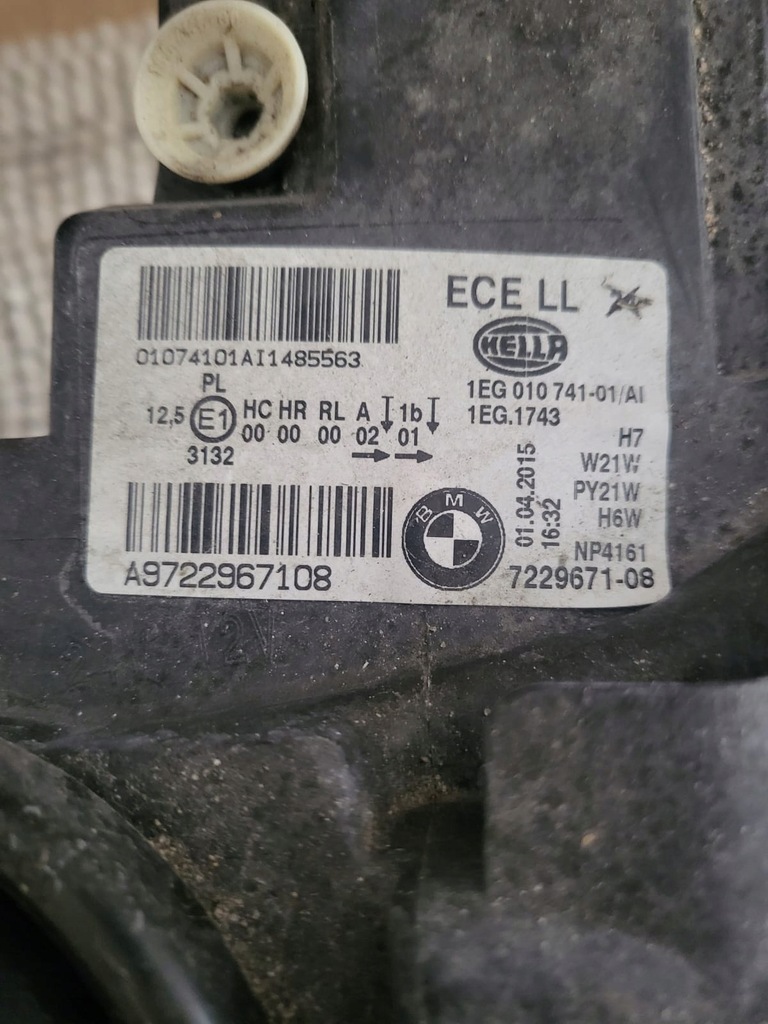 ECE LL
HELLA
01074101AI1485563
PL
12,5 E1 HC HR RL A 1b
00 00 00 02 01
3132
1EG 010 741-01/AI
1EG.1743
H7
W21W
PY21W
H6W
NP4161
01.04.2015
16:32
BMW
A9722967108
7229671-08